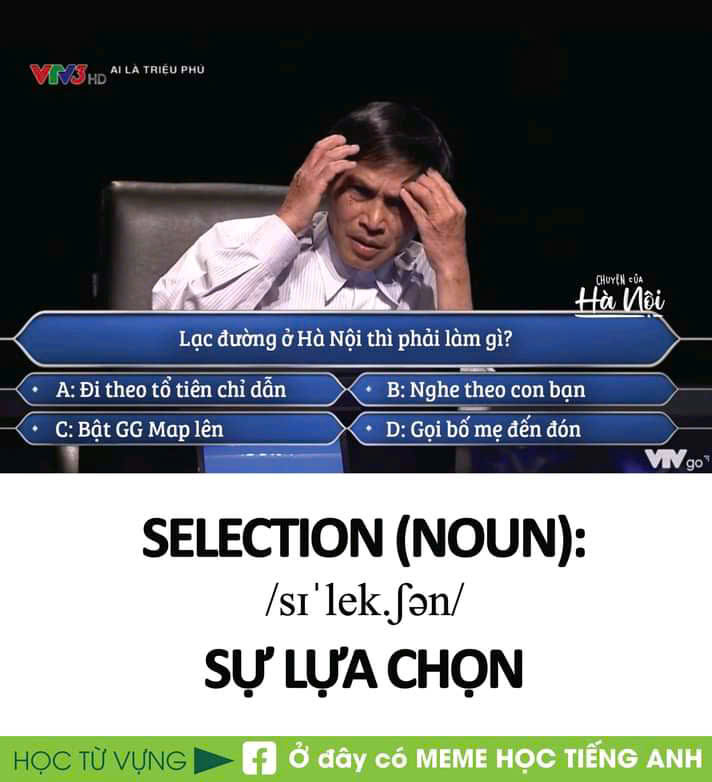 VTV3 HD AI LÀ TRIỆU PHÚ
CHUYỆN CỦA
Hà Nội
Lạc đường ở Hà Nội thì phải làm gì?
A: Đi theo tổ tiên chỉ dẫn
B: Nghe theo con bạn
C: Bật GG Map lên
D: Gọi bố mẹ đến đón
VTV go
SELECTION (NOUN):
/sɪˈlek.ʃən/
SỰ LỰA CHỌN
HỌC TỪ VỰNG f Ở đây có MEME HỌC TIẾNG ANH